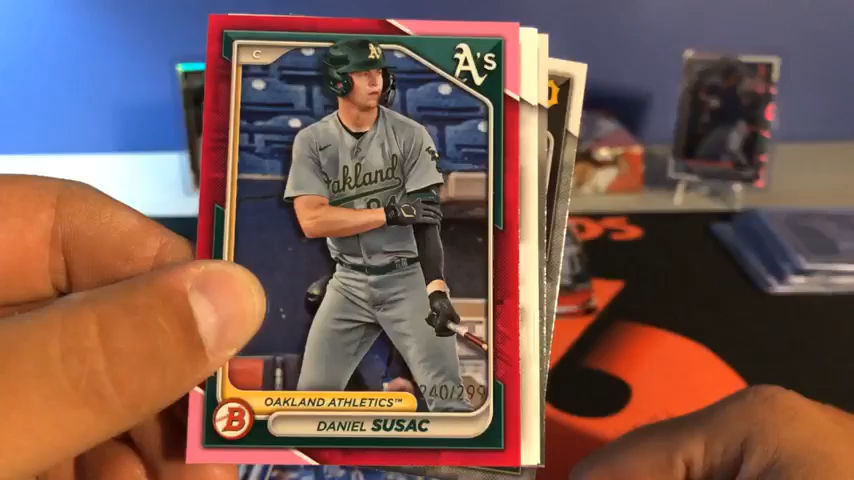 C
A's
A's
Oakland
240/299
OAKLAND ATHLETICS™
B
DANIEL SUSAC